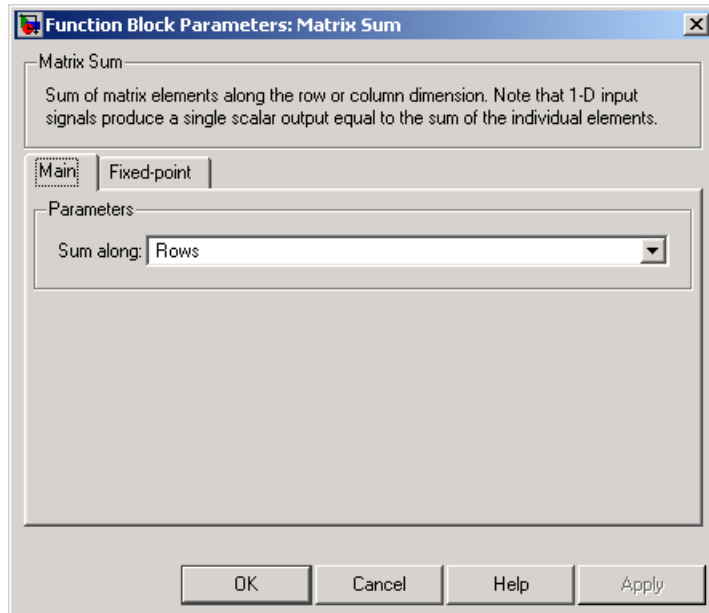 Function Block Parameters: Matrix Sum
Matrix Sum
Sum of matrix elements along the row or column dimension. Note that 1-D input
signals produce a single scalar output equal to the sum of the individual elements.
Main Fixed-point
Parameters
Sum along: Rows
OK Cancel Help Apply